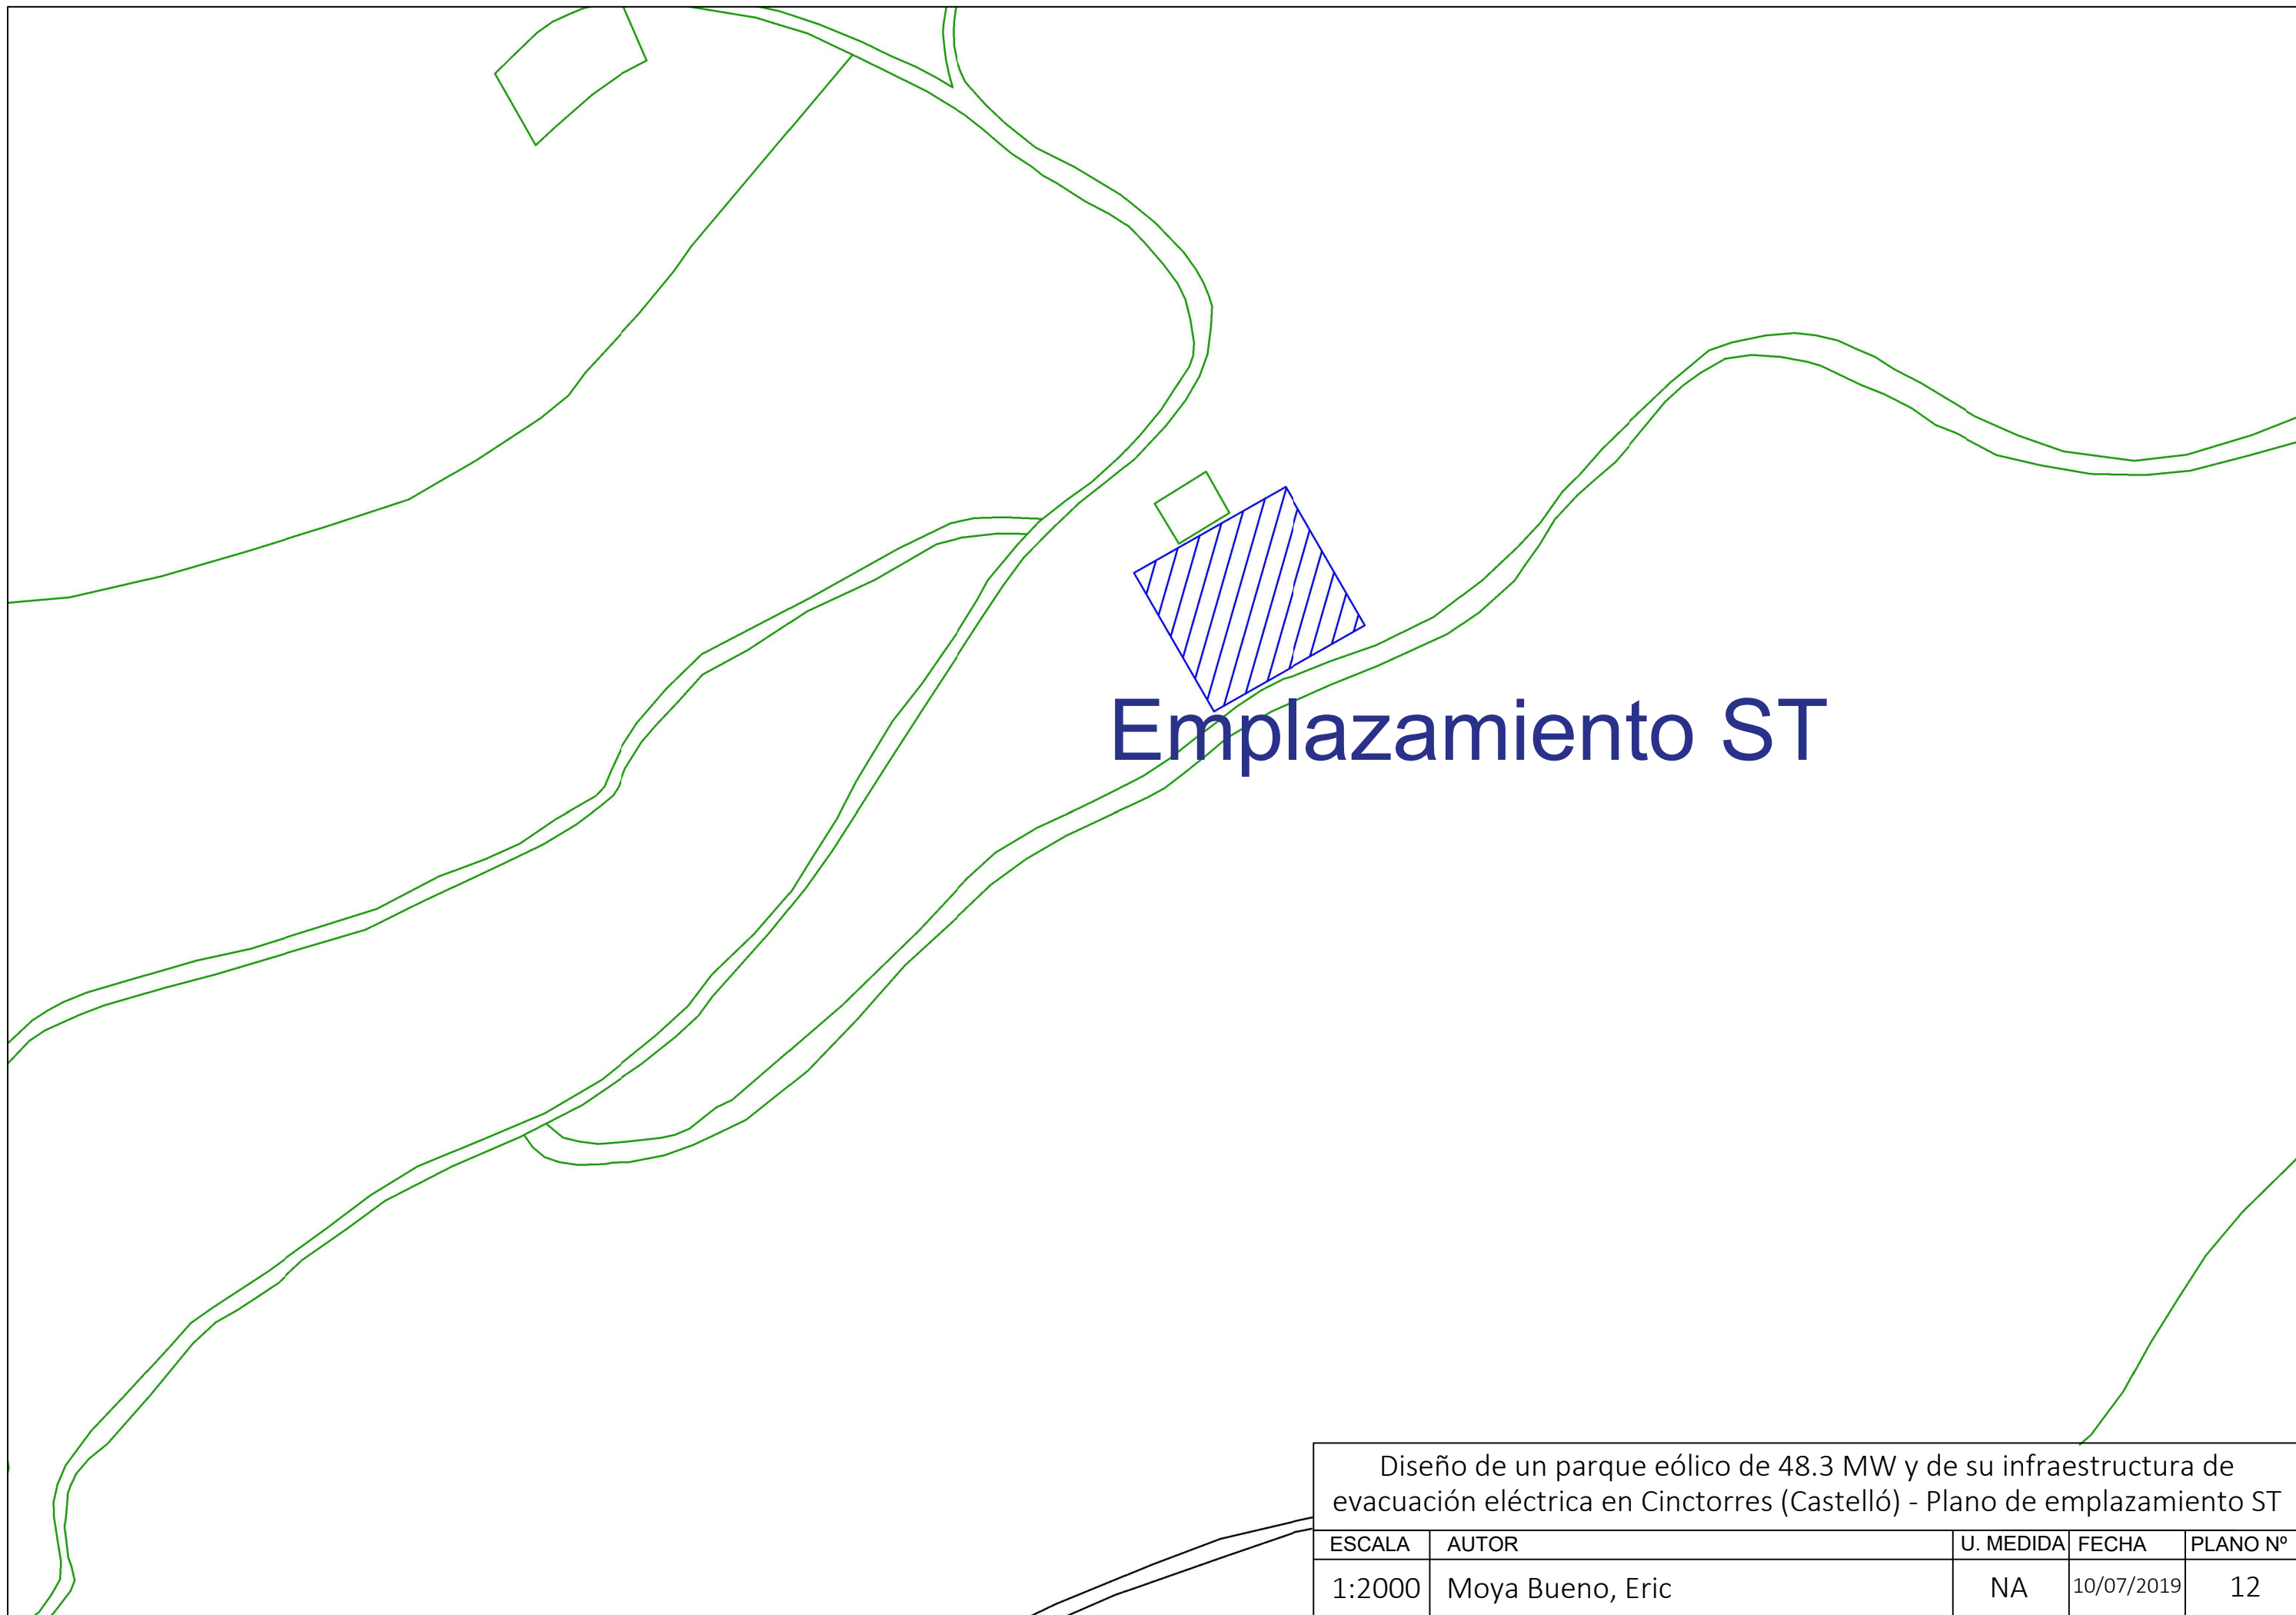 Emplazamiento ST
Diseño de un parque eólico de 48.3 MW y de su infraestructura de
evacuación eléctrica en Cinctorres (Castelló) - Plano de emplazamiento ST
ESCALA AUTOR U. MEDIDA FECHA PLANO Nº
1:2000 Moya Bueno, Eric NA 10/07/2019 12